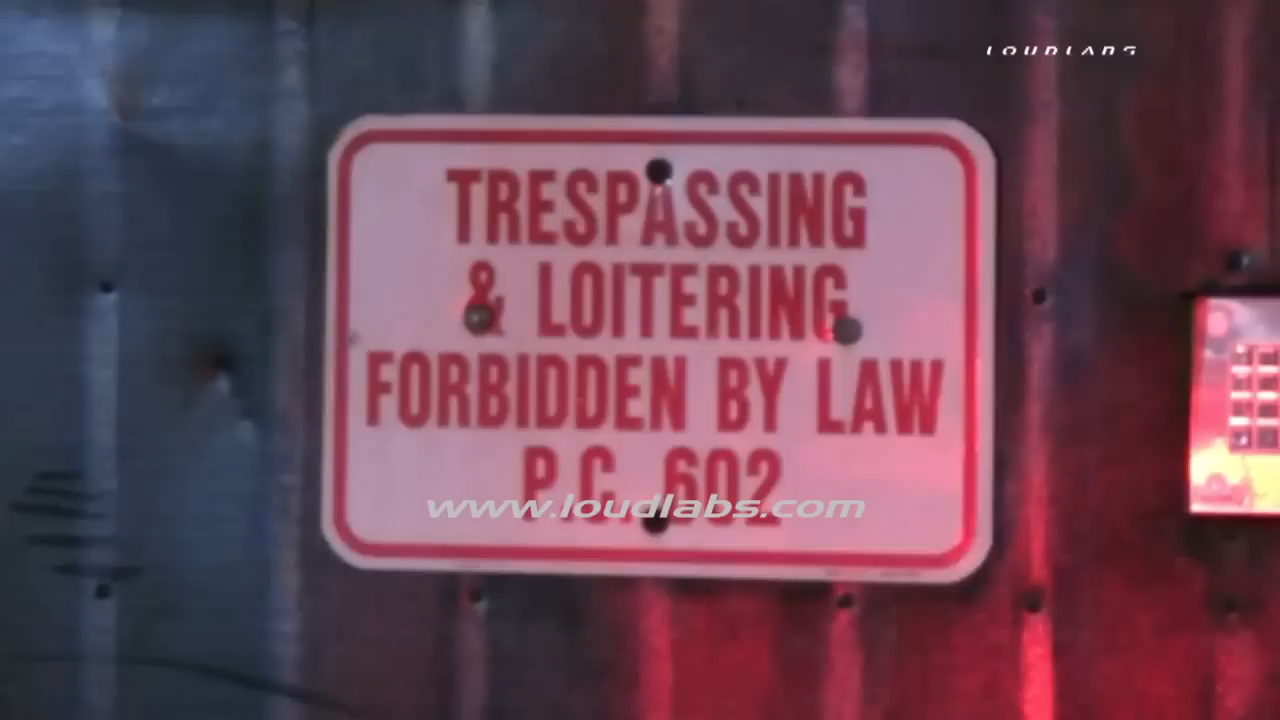 LOUDLABS
TRESPASSING
& LOITERING
FORBIDDEN BY LAW
P.C. 602
www.loudlabs.com